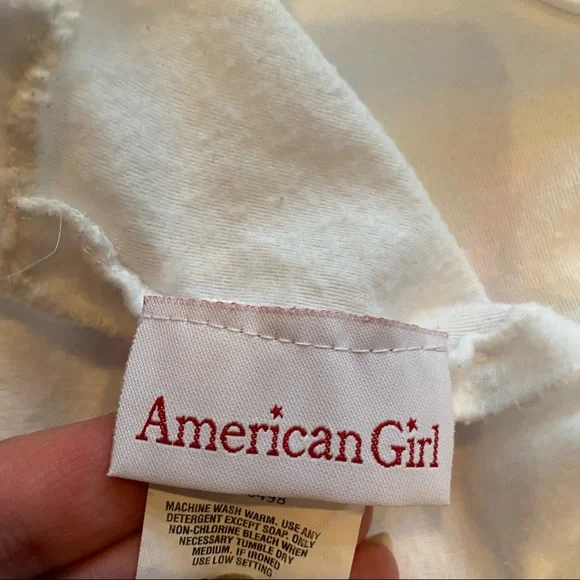 American Girl
MACHINE WASH WARM. USE ANY
DETERGENT EXCEPT SOAP. ONLY
NON-CHLORINE BLEACH WHEN
NECESSARY TUMBLE DRY
MEDIUM. IF IRONED
USE LOW SETTING